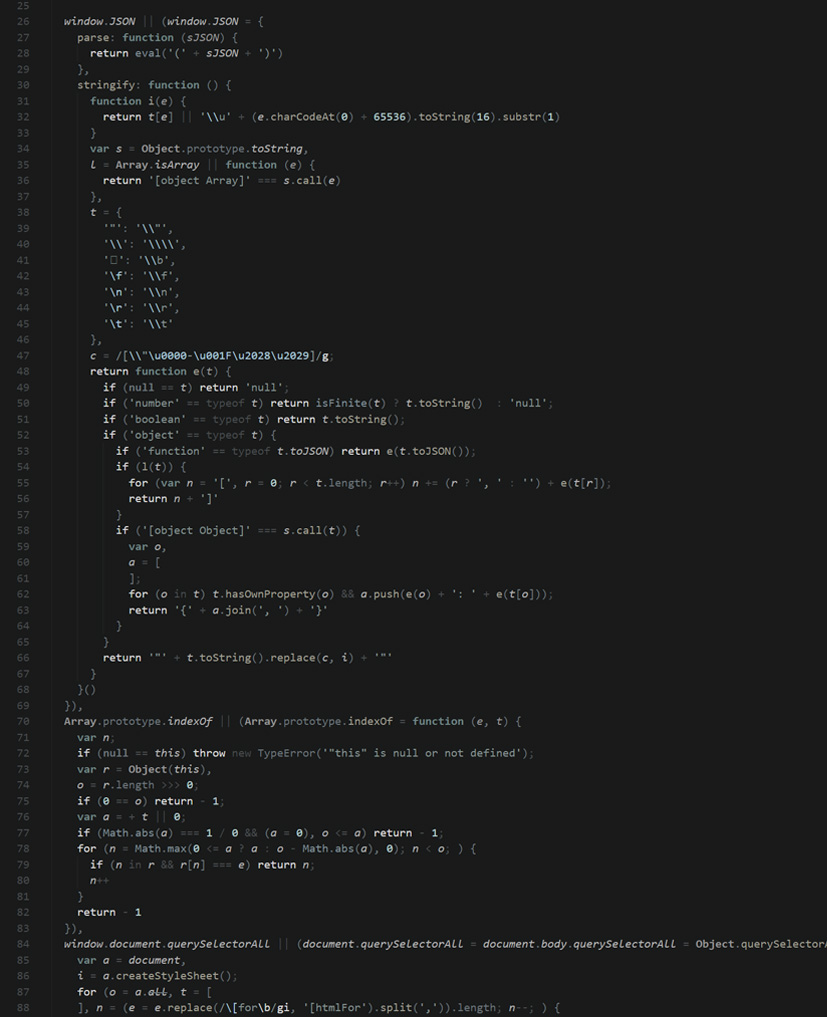 25
26 window.JSON || (window.JSON = {
27 parse: function (sJSON) {
28 return eval('(' + sJSON + ')')
29 },
30 stringify: function () {
31 function i(e) {
32 return t[e] || '\\u' + (e.charCodeAt(0) + 65536).toString(16).substr(1)
33 }
34 var s = Object.prototype.toString,
35 l = Array.isArray || function (e) {
36 return '[object Array]' === s.call(e)
37 },
38 t = {
39 '"': '\\"',
40 '\\': '\\\\',
41 '□': '\\b',
42 '\f': '\\f',
43 '\n': '\\n',
44 '\r': '\\r',
45 '\t': '\\t'
46 },
47 c = /[\\"\u0000-\u001F\u2028\u2029]/g;
48 return function e(t) {
49 if (null == t) return 'null';
50 if ('number' == typeof t) return isFinite(t) ? t.toString() : 'null';
51 if ('boolean' == typeof t) return t.toString();
52 if ('object' == typeof t) {
53 if ('function' == typeof t.toJSON) return e(t.toJSON());
54 if (l(t)) {
55 for (var n = '[', r = 0; r < t.length; r++) n += (r ? ', ' : '') + e(t[r]);
56 return n + ']'
57 }
58 if ('[object Object]' === s.call(t)) {
59 var o,
60 a = [
61 ];
62 for (o in t) t.hasOwnProperty(o) && a.push(e(o) + ': ' + e(t[o]));
63 return '{' + a.join(', ') + '}'
64 }
65 }
66 return '"' + t.toString().replace(c, i) + '"'
67 }
68 }()
69 }),
70 Array.prototype.indexOf || (Array.prototype.indexOf = function (e, t) {
71 var n;
72 if (null == this) throw new TypeError('"this" is null or not defined');
73 var r = Object(this),
74 o = r.length >>> 0;
75 if (0 == o) return - 1;
76 var a = + t || 0;
77 if (Math.abs(a) === 1 / 0 && (a = 0), o <= a) return - 1;
78 for (n = Math.max(0 <= a ? a : o - Math.abs(a), 0); n < o; ) {
79 if (n in r && r[n] === e) return n;
80 n++
81 }
82 return - 1
83 }),
84 window.document.querySelectorAll || (document.querySelectorAll = document.body.querySelectorAll = Object.querySelectorA
85 var a = document,
86 i = a.createStyleSheet();
87 for (o = a.all, t = [
88 ], n = (e = e.replace(/\[for\b/gi, '[htmlFor').split(',')).length; n--; ) {